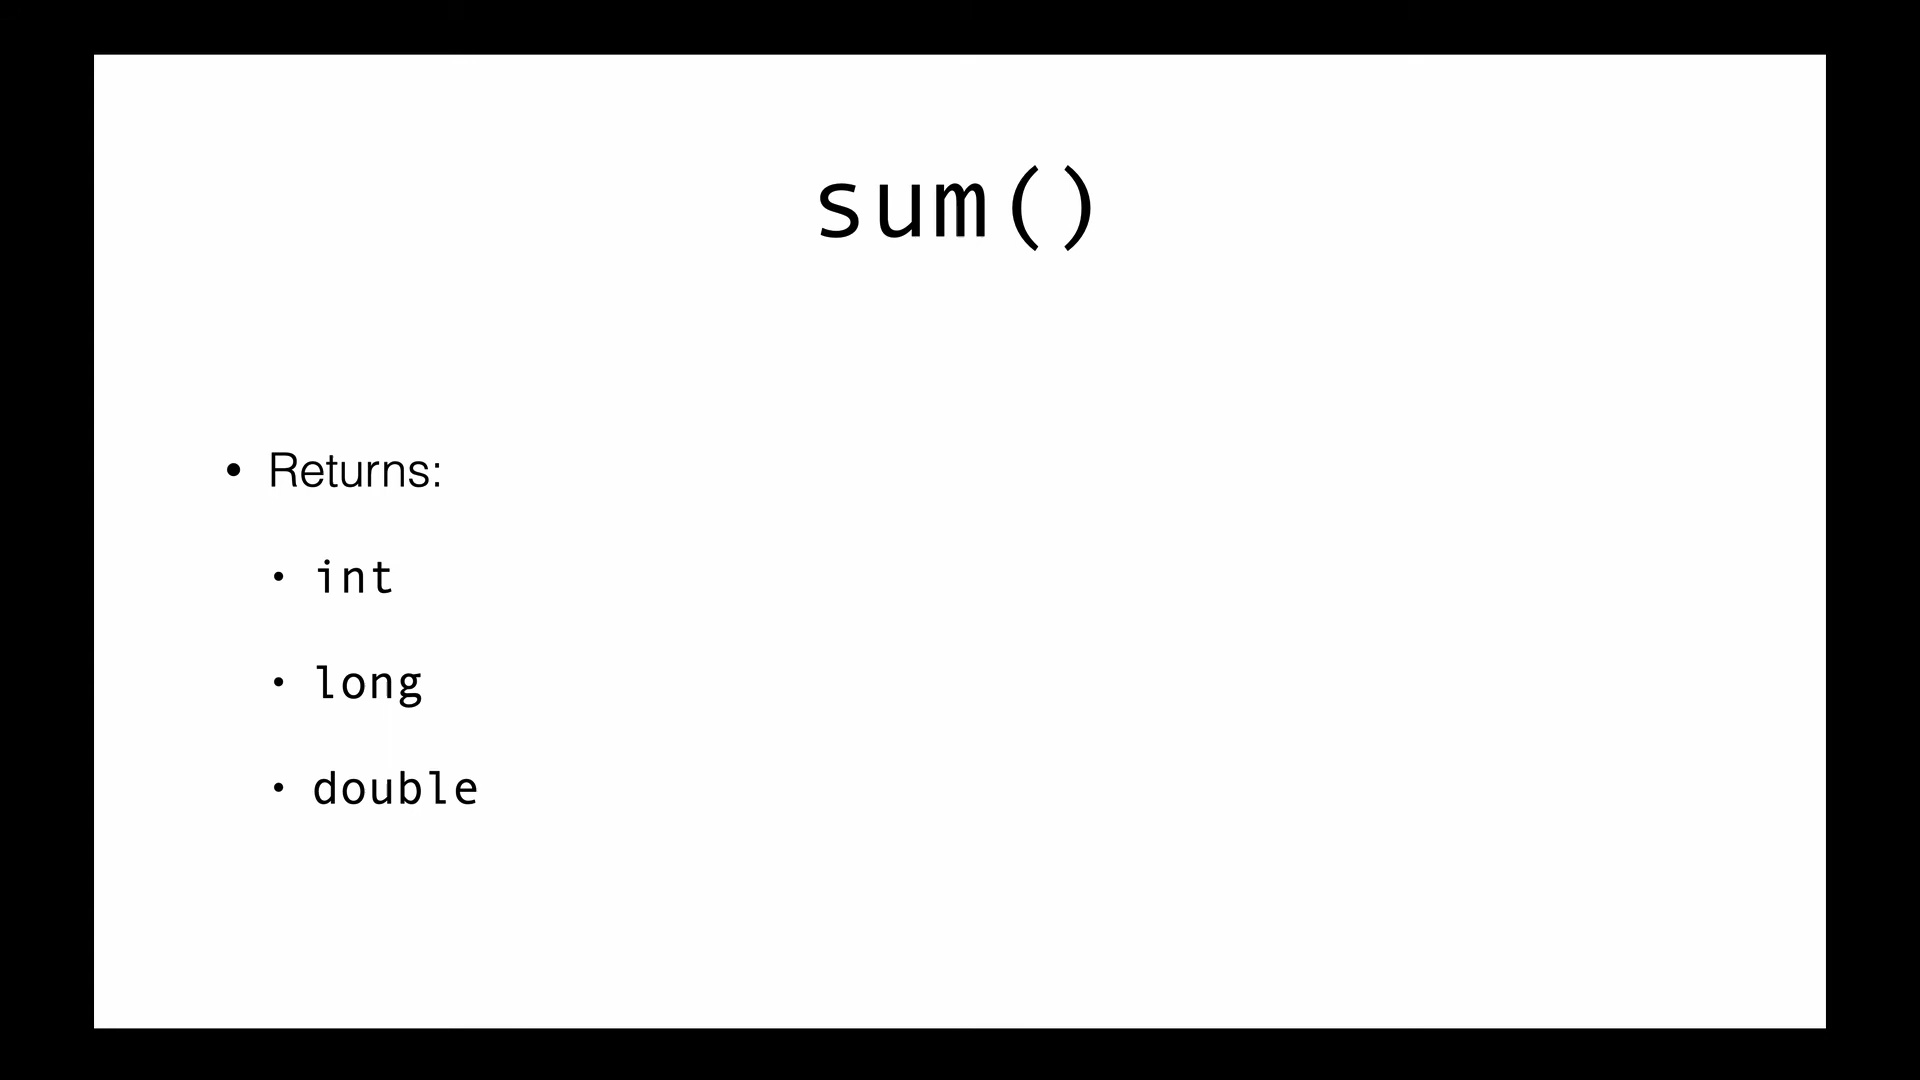 sum()
• Returns:
• int
• long
• double